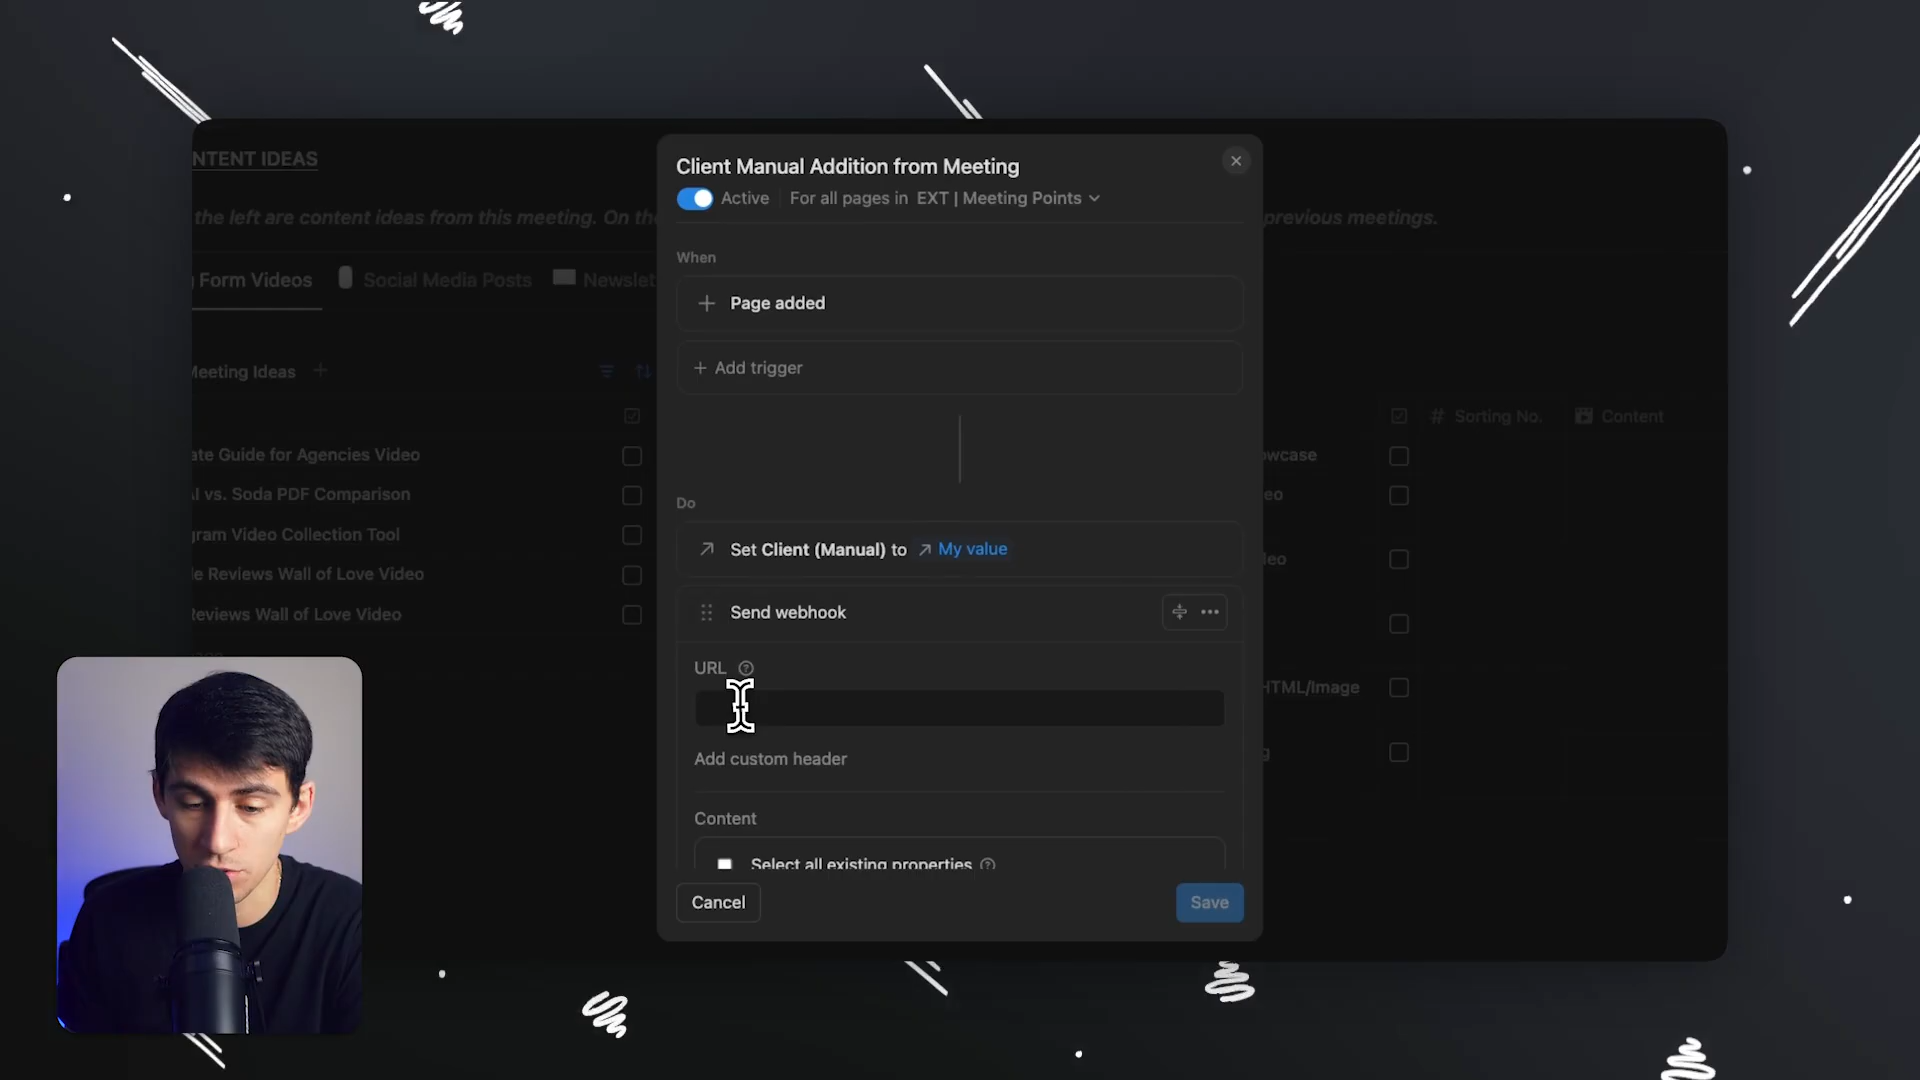 NTENT IDEAS
Client Manual Addition from Meeting
Active For all pages in EXT | Meeting Points
the left are content ideas from this meeting. On the
previous meetings.
When
Form Videos Social Media Posts Newslet
Page added
+ Add trigger
Meeting Ideas +
Sorting No. Content
ate Guide for Agencies Video
owcase
AI vs. Soda PDF Comparison
eo
Do
gram Video Collection Tool
Set Client (Manual) to My value
deo
e Reviews Wall of Love Video
Reviews Wall of Love Video
Send webhook
URL
HTML/Image
g
Add custom header
Content
Select all existing properties
Cancel Save